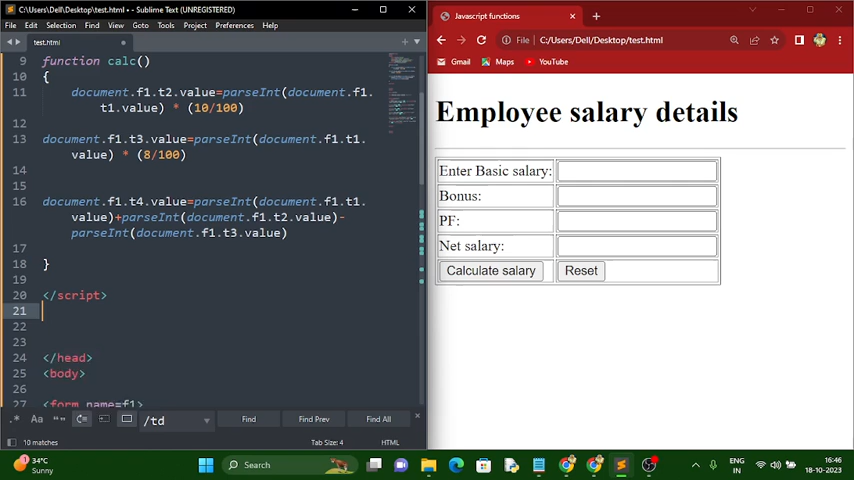 C:\Users\Dell\Desktop\test.html • - Sublime Text (UNREGISTERED)
File Edit Selection Find View Goto Tools Project Preferences Help
test.html
9 function calc()
10 {
11 document.f1.t2.value=parseInt(document.f1.
t1.value) * (10/100)
12
13 document.f1.t3.value=parseInt(document.f1.t1.
value) * (8/100)
14
15
16 document.f1.t4.value=parseInt(document.f1.t1.
value)+parseInt(document.f1.t2.value)-
parseInt(document.f1.t3.value)
17
18 }
19
20 </script>
21
22
23
24 </head>
25 <body>
26
27 <form name=f1>
.* Aa "" /td Find Find Prev Find All
10 matches Tab Size: 4 HTML
Javascript functions
File C:/Users/Dell/Desktop/test.html
Gmail Maps YouTube
Employee salary details
Enter Basic salary:
Bonus:
PF:
Net salary:
Calculate salary Reset
1 34°C
Sunny
Search
ENG
IN
16:46
18-10-2023